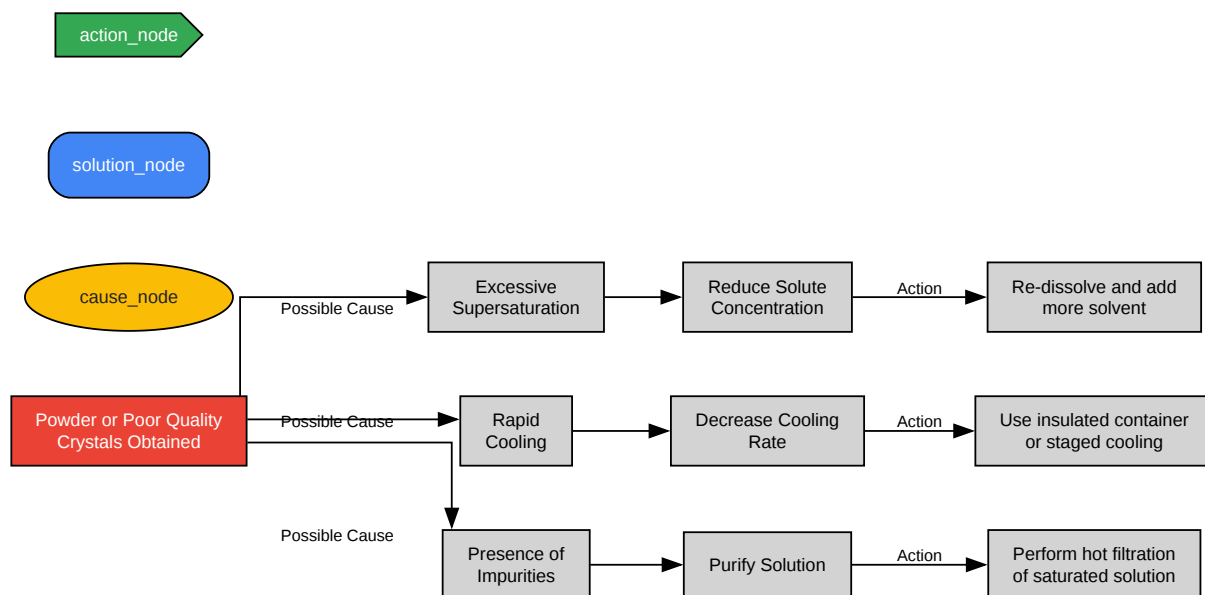 action_node
solution_node
cause_node
Possible Cause
Excessive
Supersaturation
Reduce Solute
Concentration
Action
Re-dissolve and add
more solvent
Powder or Poor Quality
Crystals Obtained
Possible Cause
Rapid
Cooling
Decrease Cooling
Rate
Action
Use insulated container
or staged cooling
Possible Cause
Presence of
Impurities
Purify Solution
Action
Perform hot filtration
of saturated solution